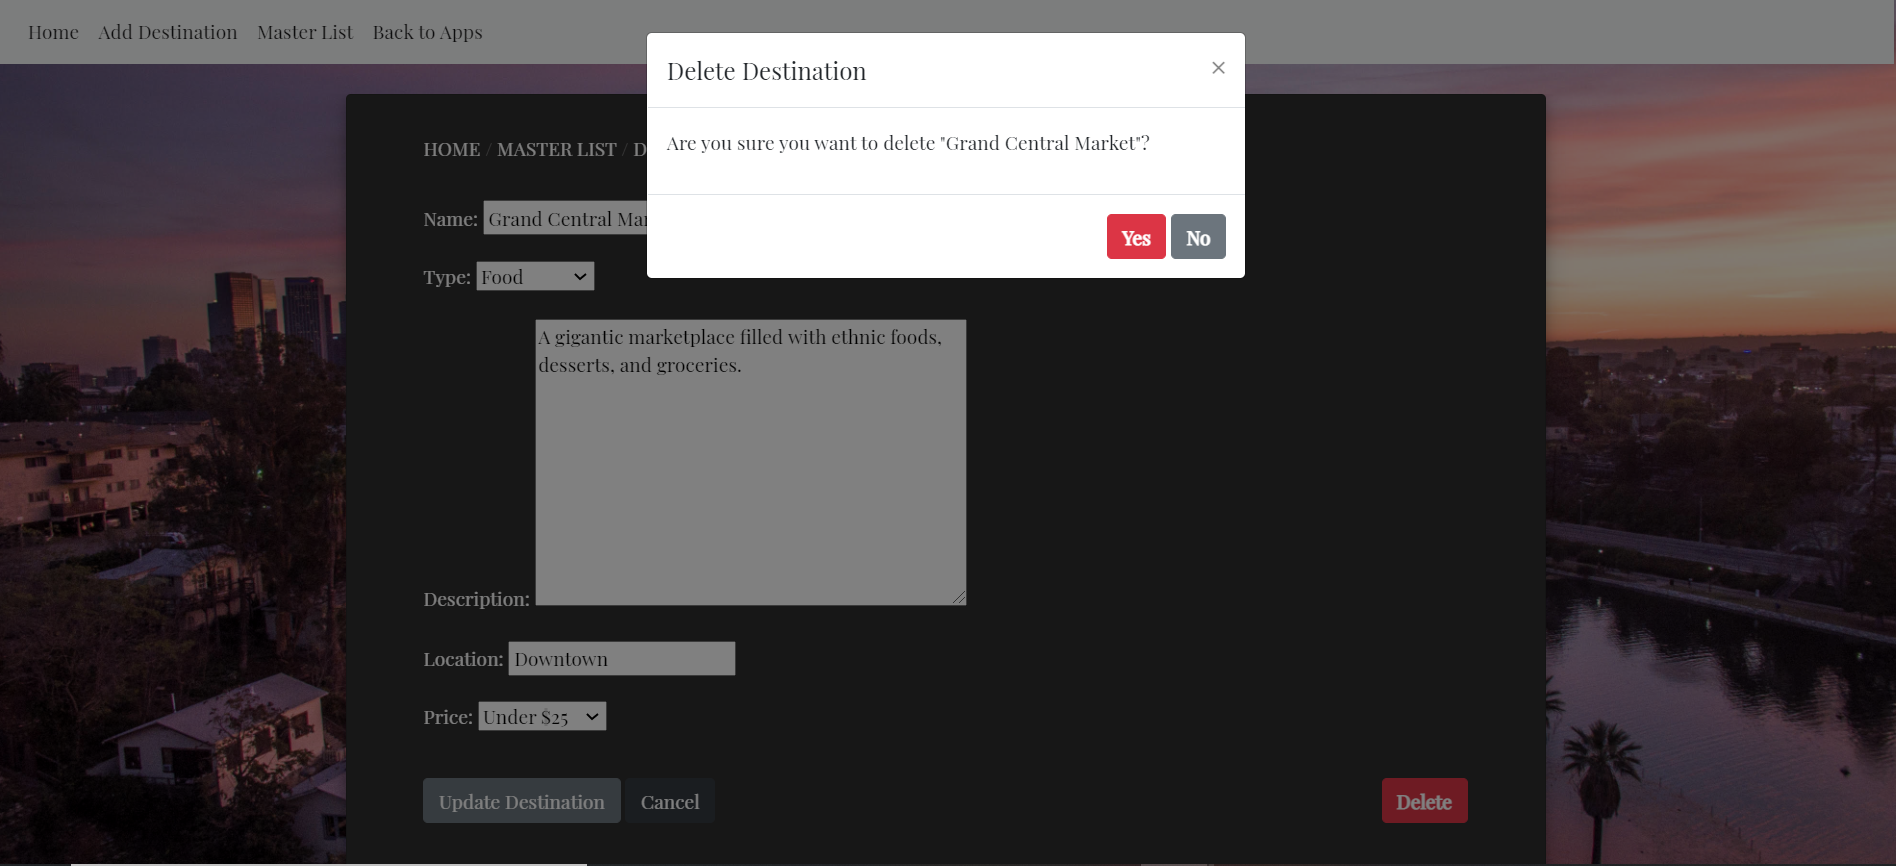 Home Add Destination Master List Back to Apps
Delete Destination ×
Are you sure you want to delete "Grand Central Market"?
Yes No
HOME / MASTER LIST / D
Name: Grand Central Mar
Type: Food
A gigantic marketplace filled with ethnic foods,
desserts, and groceries.
Description:
Location: Downtown
Price: Under $25
Update Destination Cancel Delete